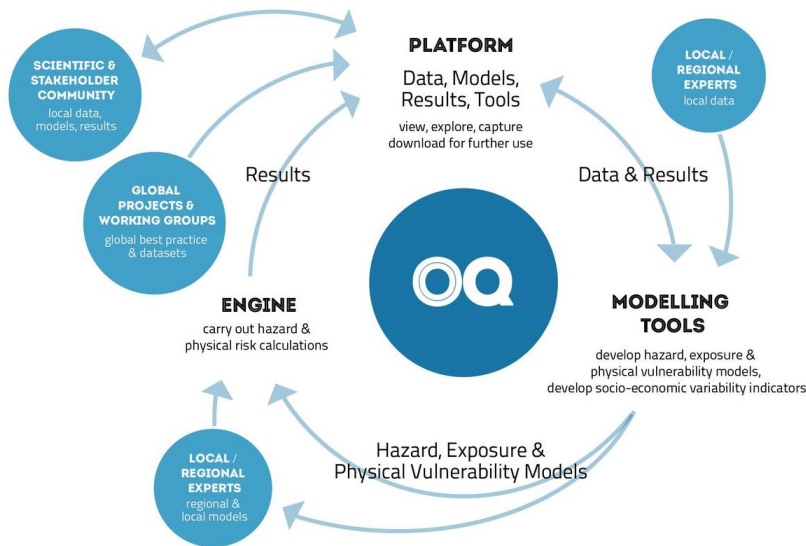 SCIENTIFIC &
STAKEHOLDER
COMMUNITY
local data,
models, results
GLOBAL
PROJECTS &
WORKING GROUPS
global best practice
& datasets
PLATFORM
Data, Models,
Results, Tools
view, explore, capture
download for further use
LOCAL /
REGIONAL
EXPERTS
local data
Results
Data & Results
OQ
ENGINE
carry out hazard &
physical risk calculations
MODELLING
TOOLS
develop hazard, exposure &
physical vulnerability models,
develop socio-economic variability indicators
Hazard, Exposure &
Physical Vulnerability Models
LOCAL /
REGIONAL
EXPERTS
regional &
local models